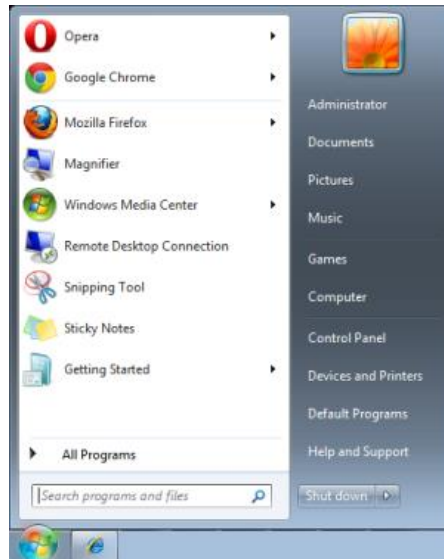 Opera
Google Chrome
Mozilla Firefox
Magnifier
Windows Media Center
Remote Desktop Connection
Snipping Tool
Sticky Notes
Getting Started
All Programs
Search programs and files
Administrator
Documents
Pictures
Music
Games
Computer
Control Panel
Devices and Printers
Default Programs
Help and Support
Shut down